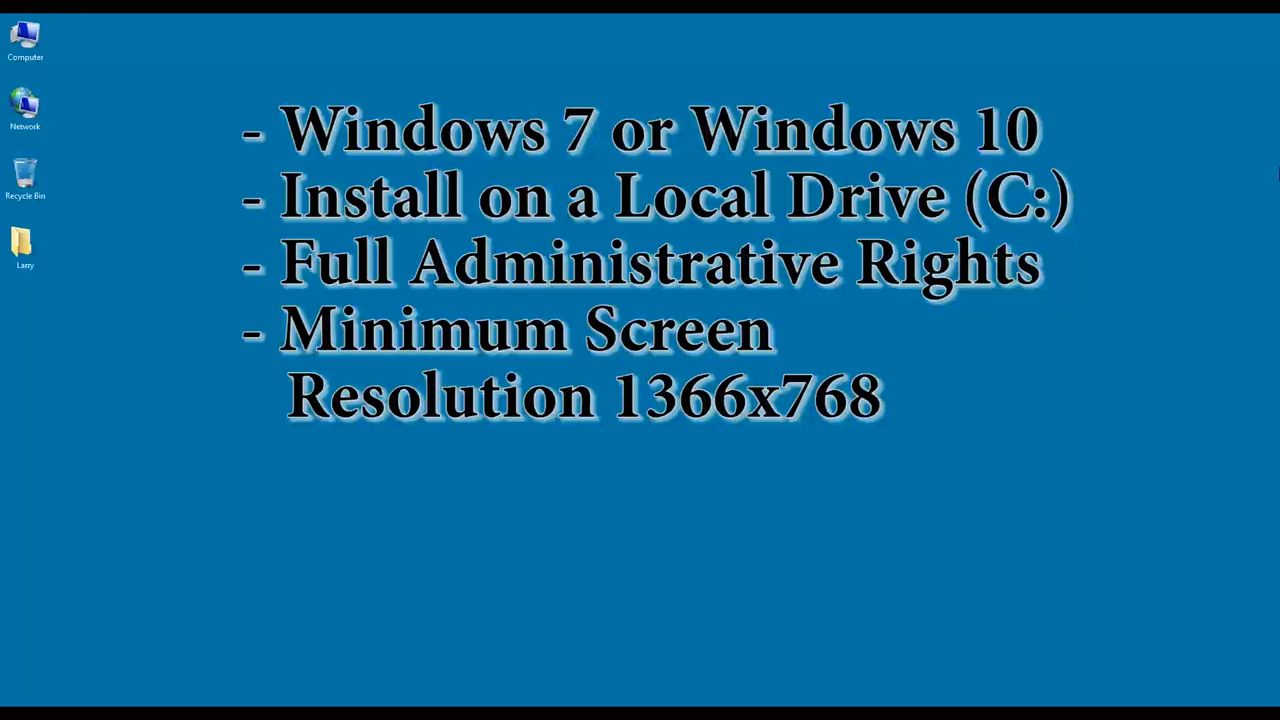 Computer
Network
Recycle Bin
Larry
- Windows 7 or Windows 10
- Install on a Local Drive (C:)
- Full Administrative Rights
- Minimum Screen
Resolution 1366x768